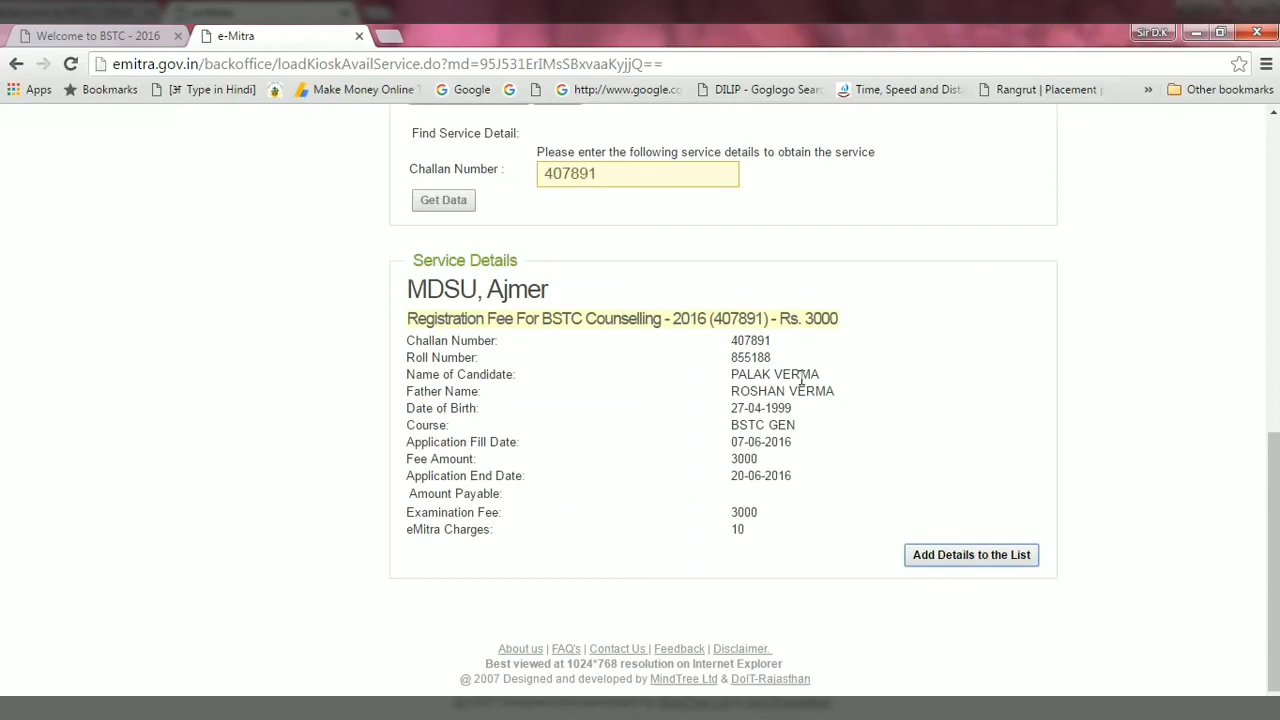 Welcome to BSTC - 2016
e-Mitra
Sir D.K
emitra.gov.in/backoffice/loadKioskAvailService.do?md=95J531ErIMsSBxvaaKyjjQ==
Apps Bookmarks [ह Type in Hindi] Make Money Online Google http://www.google.co DILIP - Goglogo Searc Time, Speed and Dist Rangrut | Placement » Other bookmarks
Find Service Detail:
Please enter the following service details to obtain the service
Challan Number : 407891
Get Data
Service Details
MDSU, Ajmer
Registration Fee For BSTC Counselling - 2016 (407891) - Rs. 3000
Challan Number: 407891
Roll Number: 855188
Name of Candidate: PALAK VERMA
Father Name: ROSHAN VERMA
Date of Birth: 27-04-1999
Course: BSTC GEN
Application Fill Date: 07-06-2016
Fee Amount: 3000
Application End Date: 20-06-2016
Amount Payable:
Examination Fee: 3000
eMitra Charges: 10
Add Details to the List
About us | FAQ's | Contact Us | Feedback | Disclaimer.
Best viewed at 1024*768 resolution on Internet Explorer
@ 2007 Designed and developed by MindTree Ltd & DoIT-Rajasthan